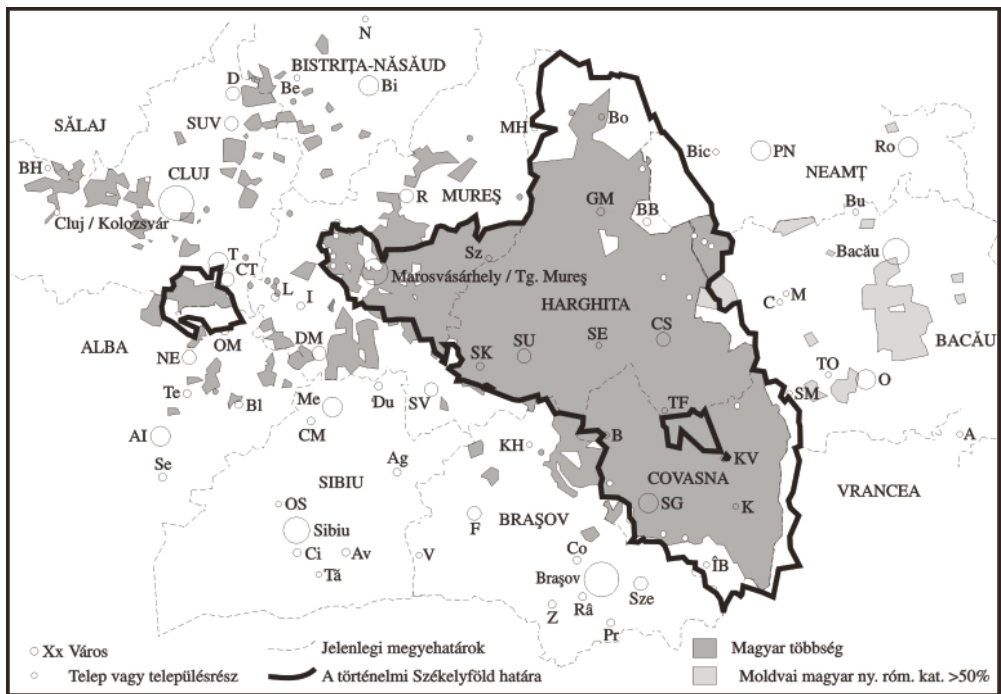 N
BISTRIȚA-NĂSĂUD
D
Be
Bi
SUV
SĂLAJ
MH
Bo
BH
CLUJ
Bic
PN
Ro
NEAMȚ
R
MUREȘ
GM
BB
Bu
Cluj / Kolozsvár
Sz
Bacău
T
CT
Marosvásárhely / Tg. Mureș
L
I
HARGHITA
C
M
OM
DM
SK
SU
SE
CS
BACĂU
ALBA
NE
TO
O
Te
Bl
Me
Du
SV
TF
SM
AI
CM
KH
B
KV
A
Se
Ag
COVASNA
SIBIU
VRANCEA
OS
SG
K
Sibiu
F
BRAȘOV
Ci
Av
V
Co
ÎB
Tă
Brașov
Sze
Z
Râ
Pr
Xx Város
Telep vagy településrész
Jelenlegi megyehatárok
A történelmi Székelyföld határa
Magyar többség
Moldvai magyar ny. róm. kat. >50%